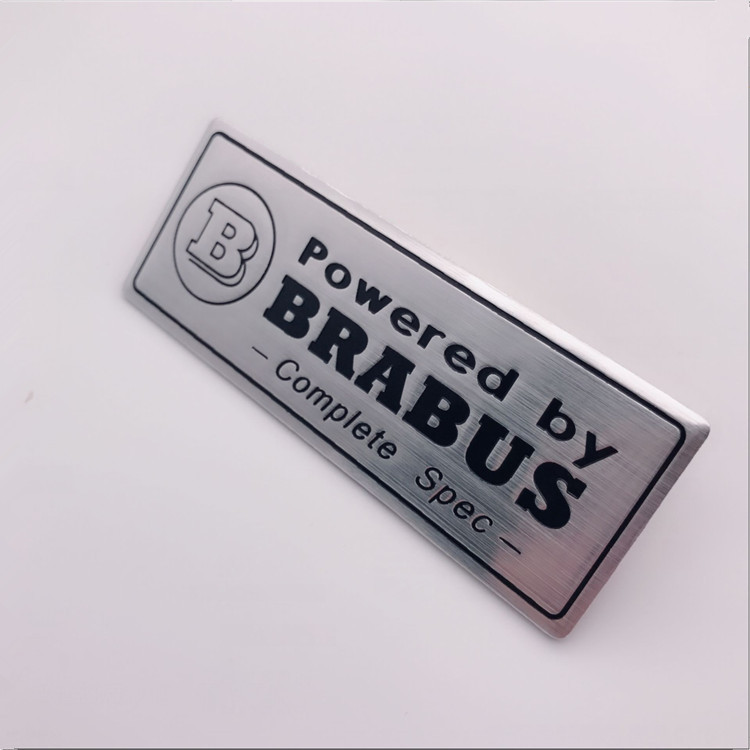 B
Powered by
BRABUS
- Complete Spec -